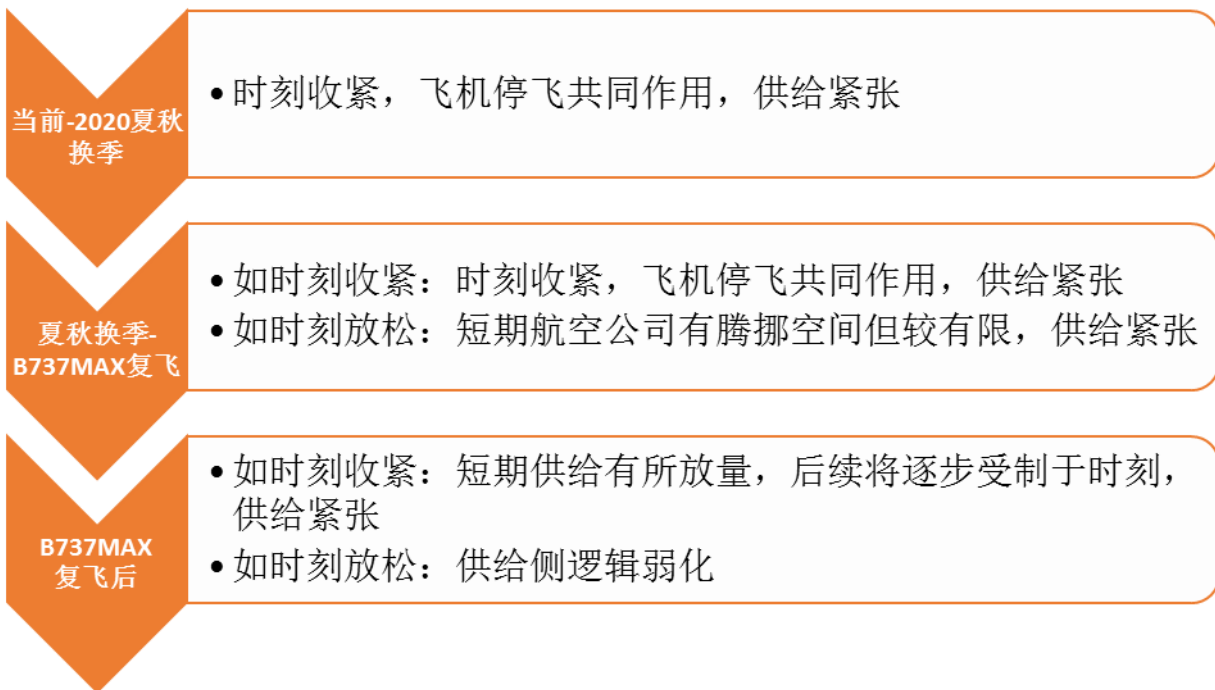 当前-2020夏秋
换季
•时刻收紧，飞机停飞共同作用，供给紧张
夏秋换季-
B737MAX复飞
•如时刻收紧：时刻收紧，飞机停飞共同作用，供给紧张
•如时刻放松：短期航空公司有腾挪空间但较有限，供给紧张
B737MAX
复飞后
•如时刻收紧：短期供给有所放量，后续将逐步受制于时刻，
供给紧张
•如时刻放松：供给侧逻辑弱化